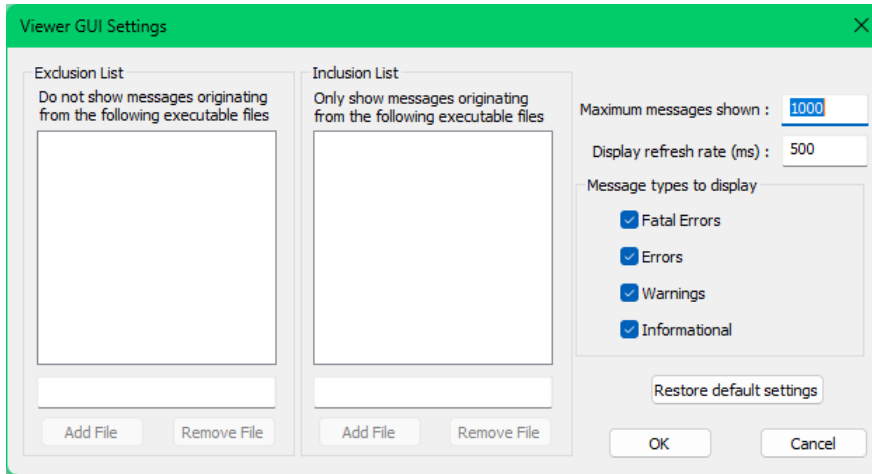 Viewer GUI Settings
Exclusion List
Do not show messages originating
from the following executable files
Add File
Remove File
Inclusion List
Only show messages originating
from the following executable files
Add File
Remove File
Maximum messages shown : 1000
Display refresh rate (ms) : 500
Message types to display
Fatal Errors
Errors
Warnings
Informational
Restore default settings
OK
Cancel